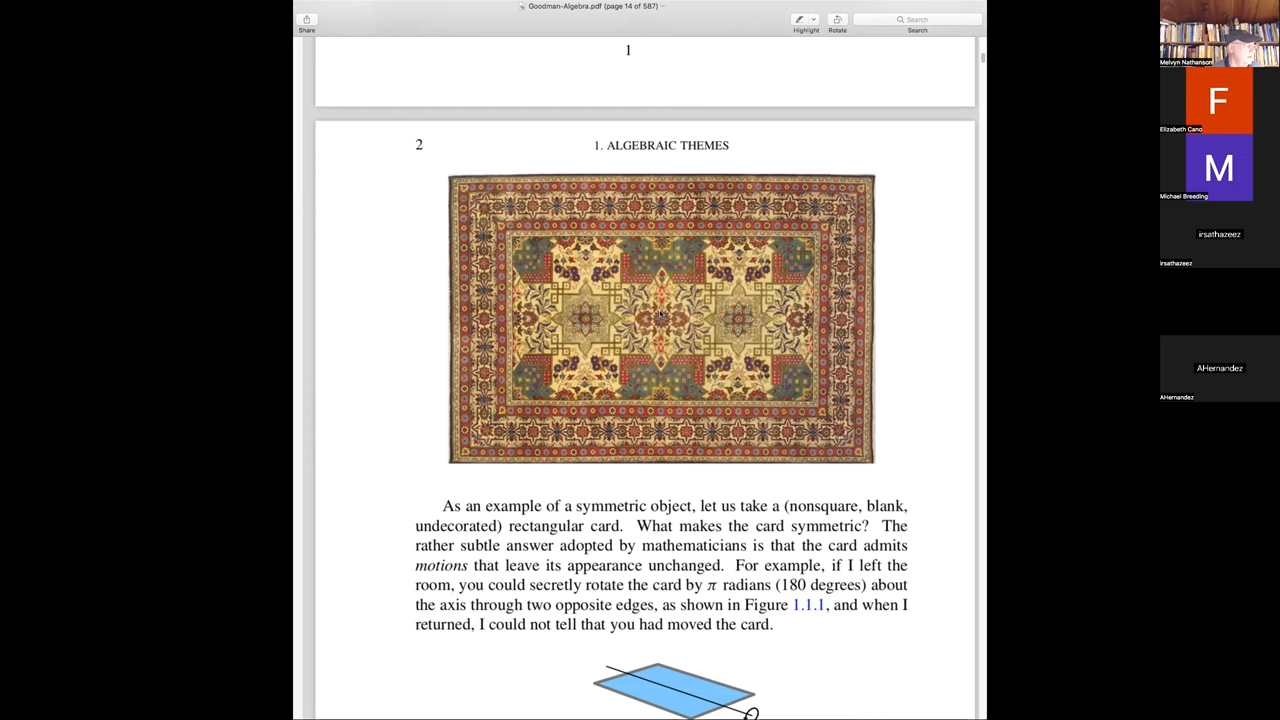 Goodman-Algebra.pdf (page 14 of 587)
Share
Highlight
Rotate
Search
Search
1
2
1. ALGEBRAIC THEMES
As an example of a symmetric object, let us take a (nonsquare, blank,
undecorated) rectangular card. What makes the card symmetric? The
rather subtle answer adopted by mathematicians is that the card admits
motions that leave its appearance unchanged. For example, if I left the
room, you could secretly rotate the card by π radians (180 degrees) about
the axis through two opposite edges, as shown in Figure 1.1.1, and when I
returned, I could not tell that you had moved the card.
Melvyn Nathanson
F
Elizabeth Cano
M
Michael Breeding
irsathazeez
irsathazeez
AHernandez
AHernandez